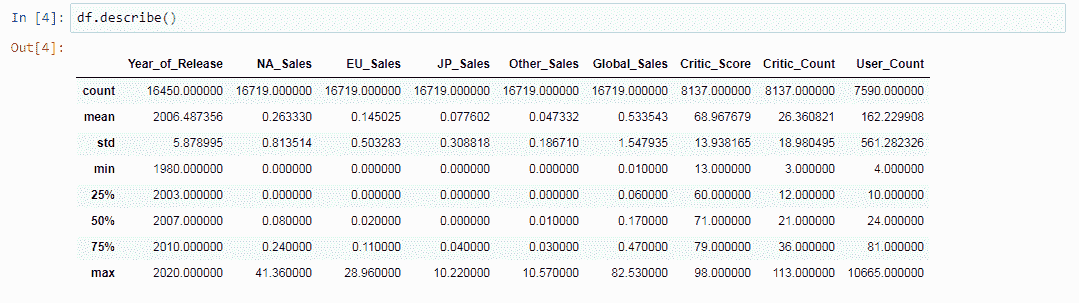 In [4]: df.describe()
Out[4]:
Year_of_Release NA_Sales EU_Sales JP_Sales Other_Sales Global_Sales Critic_Score Critic_Count User_Count
count 16450.000000 16719.000000 16719.000000 16719.000000 16719.000000 16719.000000 8137.000000 8137.000000 7590.000000
mean 2006.487356 0.263330 0.145025 0.077602 0.047332 0.533543 68.967679 26.360821 162.229908
std 5.878995 0.813514 0.503283 0.308818 0.186710 1.547935 13.938165 18.980495 561.282326
min 1980.000000 0.000000 0.000000 0.000000 0.000000 0.010000 13.000000 3.000000 4.000000
25% 2003.000000 0.000000 0.000000 0.000000 0.000000 0.060000 60.000000 12.000000 10.000000
50% 2007.000000 0.080000 0.020000 0.000000 0.010000 0.170000 71.000000 21.000000 24.000000
75% 2010.000000 0.240000 0.110000 0.040000 0.030000 0.470000 79.000000 36.000000 81.000000
max 2020.000000 41.360000 28.960000 10.220000 10.570000 82.530000 98.000000 113.000000 10665.000000